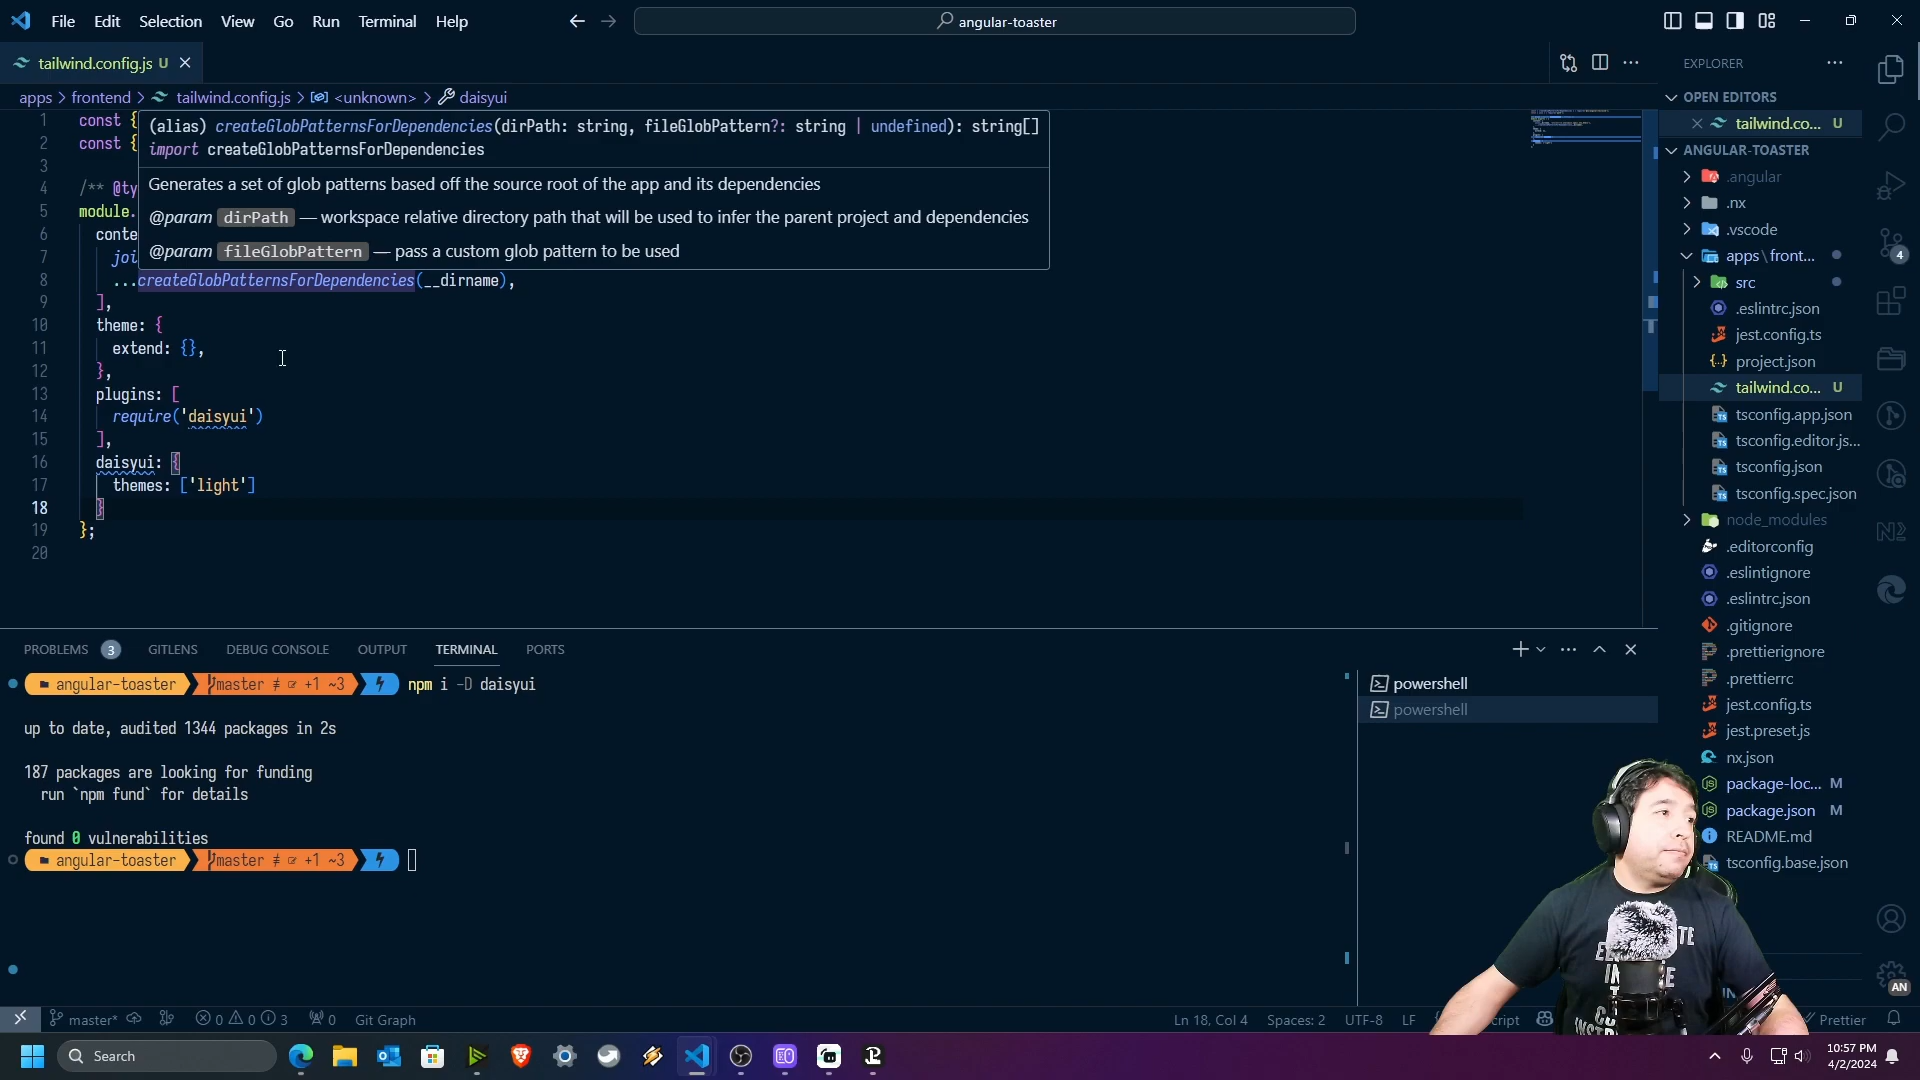 File Edit Selection View Go Run Terminal Help
angular-toaster
tailwind.config.js U
apps > frontend > tailwind.config.js > <unknown> > daisyui
1 const {
2 const {
3
4 /** @ty
5 module.
6 conte
7 joi
8 ...createGlobPatternsForDependencies(__dirname),
9 ],
10 theme: {
11 extend: {},
12 },
13 plugins: [
14 require('daisyui')
15 ],
16 daisyui: {
17 themes: ['light']
18 }
19 };
20
(alias) createGlobPatternsForDependencies(dirPath: string, fileGlobPattern?: string | undefined): string[]
import createGlobPatternsForDependencies
Generates a set of glob patterns based off the source root of the app and its dependencies
@param dirPath — workspace relative directory path that will be used to infer the parent project and dependencies
@param fileGlobPattern — pass a custom glob pattern to be used
EXPLORER
OPEN EDITORS
tailwind.co... U
ANGULAR-TOASTER
.angular
.nx
.vscode
apps\front...
src
.eslintrc.json
jest.config.ts
project.json
tailwind.co... U
tsconfig.app.json
tsconfig.editor.js...
tsconfig.json
tsconfig.spec.json
node_modules
.editorconfig
.eslintignore
.eslintrc.json
.gitignore
.prettierignore
.prettierrc
jest.config.ts
jest.preset.js
nx.json
package-loc... M
package.json M
README.md
tsconfig.base.json
4
AN
PROBLEMS 3 GITLENS DEBUG CONSOLE OUTPUT TERMINAL PORTS
angular-toaster master ≢ +1 ~3 npm i -D daisyui
up to date, audited 1344 packages in 2s
187 packages are looking for funding
run `npm fund` for details
found 0 vulnerabilities
angular-toaster master ≢ +1 ~3
powershell
powershell
master* 0 0 3 0 Git Graph
Ln 18, Col 4 Spaces: 2 UTF-8 LF Prettier
Search
10:57 PM
4/2/2024